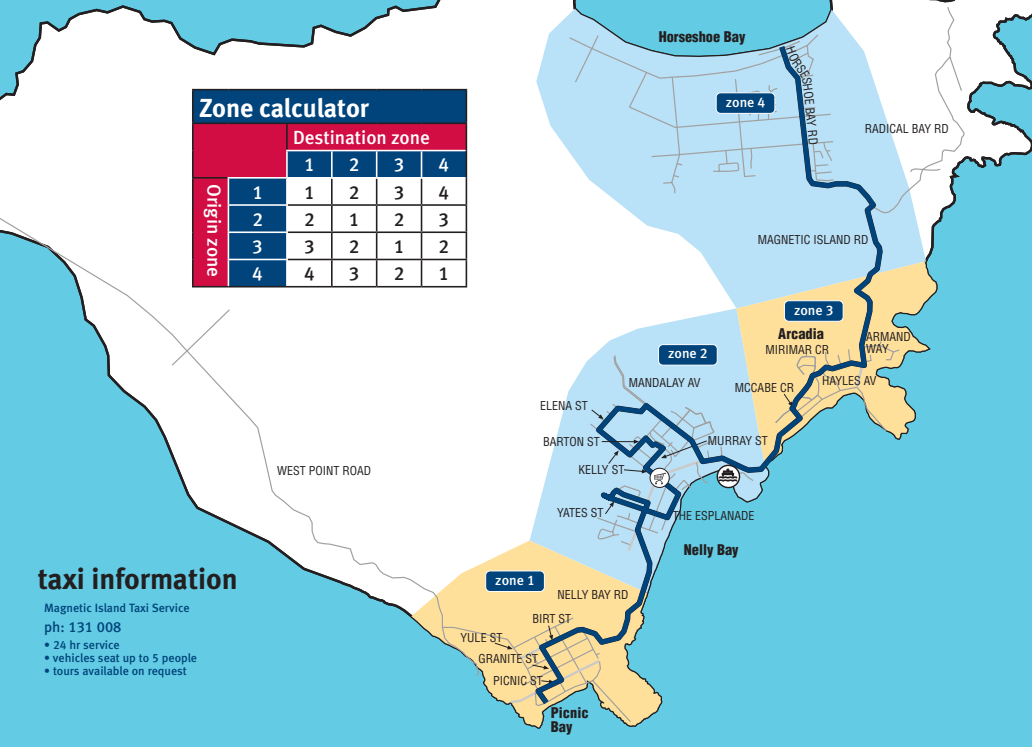 Horseshoe Bay
HORSESHOE BAY RD
zone 4
RADICAL BAY RD
MAGNETIC ISLAND RD
Zone calculator
Destination zone
1 2 3 4
Origin zone
1 1 2 3 4
2 2 1 2 3
3 3 2 1 2
4 4 3 2 1
zone 3
Arcadia
MIRIMAR CR
ARMAND
WAY
HAYLES AV
MCCABE CR
zone 2
MANDALAY AV
ELENA ST
BARTON ST
MURRAY ST
KELLY ST
YATES ST
THE ESPLANADE
Nelly Bay
WEST POINT ROAD
zone 1
NELLY BAY RD
BIRT ST
YULE ST
GRANITE ST
PICNIC ST
Picnic
Bay
taxi information
Magnetic Island Taxi Service
ph: 131 008
• 24 hr service
• vehicles seat up to 5 people
• tours available on request